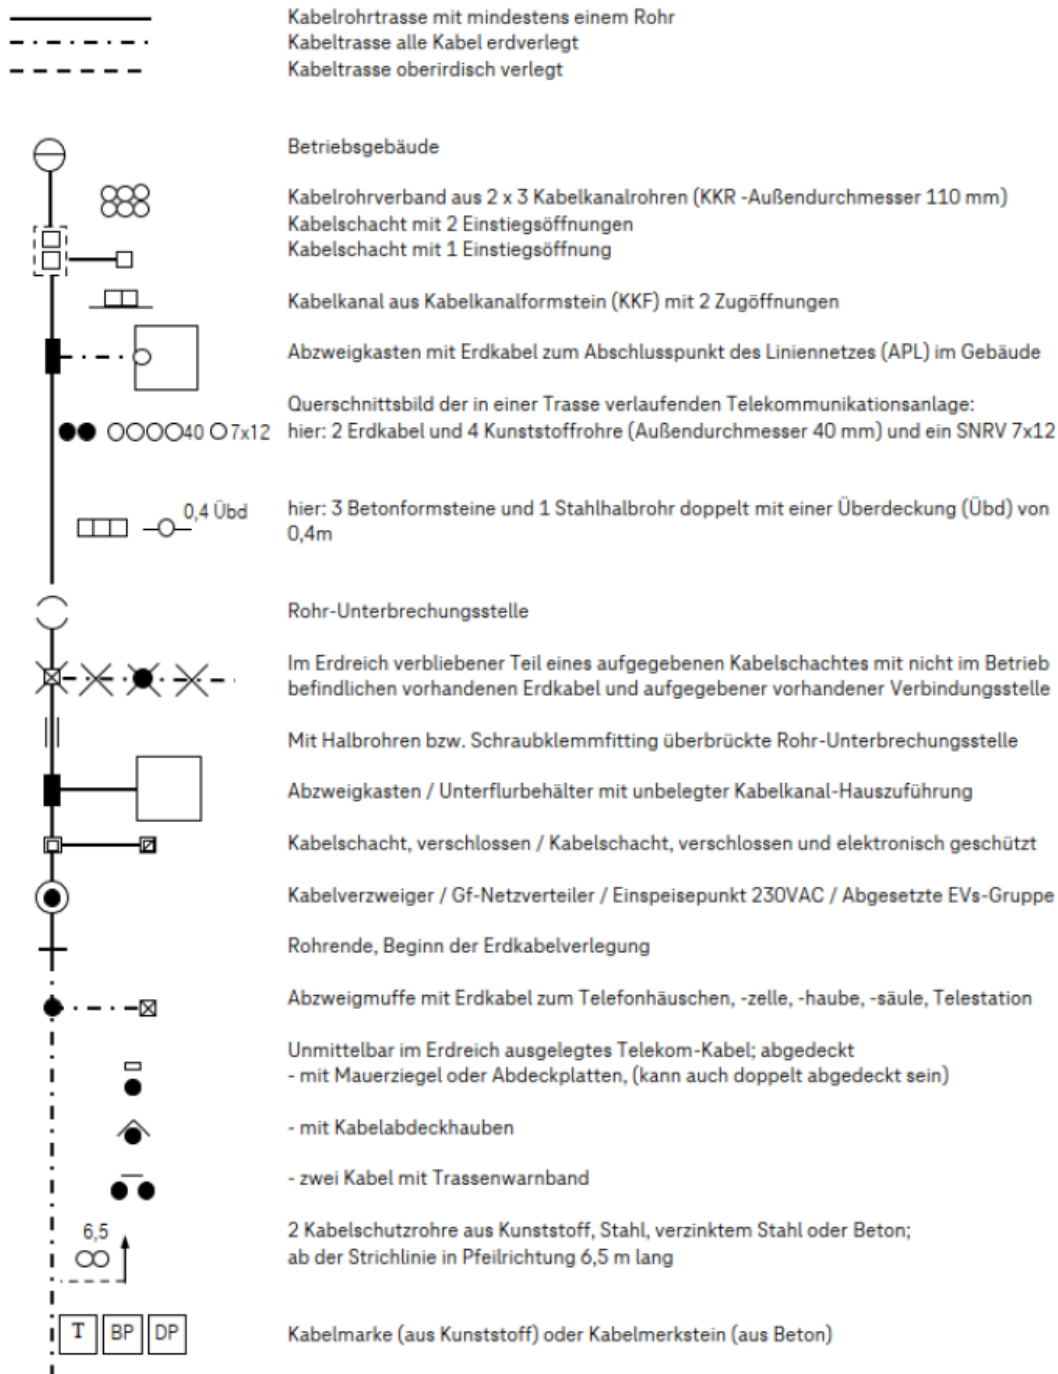 Kabelrohrtrasse mit mindestens einem Rohr
Kabeltrasse alle Kabel erdverlegt
Kabeltrasse oberirdisch verlegt
Betriebsgebäude
Kabelrohrverband aus 2 x 3 Kabelkanalrohren (KKR -Außendurchmesser 110 mm)
Kabelschacht mit 2 Einstiegsöffnungen
Kabelschacht mit 1 Einstiegsöffnung
Kabelkanal aus Kabelkanalformstein (KKF) mit 2 Zugöffnungen
Abzweigkasten mit Erdkabel zum Abschlusspunkt des Liniennetzes (APL) im Gebäude
Querschnittsbild der in einer Trasse verlaufenden Telekommunikationsanlage:
40 7x12 hier: 2 Erdkabel und 4 Kunststoffrohre (Außendurchmesser 40 mm) und ein SNRV 7x12
0,4 Übd hier: 3 Betonformsteine und 1 Stahlhalbrohr doppelt mit einer Überdeckung (Übd) von
0,4m
Rohr-Unterbrechungsstelle
Im Erdreich verbliebener Teil eines aufgegebenen Kabelschachtes mit nicht im Betrieb
befindlichen vorhandenen Erdkabel und aufgegebener vorhandener Verbindungsstelle
Mit Halbrohren bzw. Schraubklemmfitting überbrückte Rohr-Unterbrechungsstelle
Abzweigkasten / Unterflurbehälter mit unbelegter Kabelkanal-Hauszuführung
Kabelschacht, verschlossen / Kabelschacht, verschlossen und elektronisch geschützt
Kabelverzweiger / Gf-Netzverteiler / Einspeisepunkt 230VAC / Abgesetzte EVs-Gruppe
Rohrende, Beginn der Erdkabelverlegung
Abzweigmuffe mit Erdkabel zum Telefonhäuschen, -zelle, -haube, -säule, Telestation
Unmittelbar im Erdreich ausgelegtes Telekom-Kabel; abgedeckt
- mit Mauerziegel oder Abdeckplatten, (kann auch doppelt abgedeckt sein)
- mit Kabelabdeckhauben
- zwei Kabel mit Trassenwarnband
6,5 2 Kabelschutzrohre aus Kunststoff, Stahl, verzinktem Stahl oder Beton;
ab der Strichlinie in Pfeilrichtung 6,5 m lang
T BP DP Kabelmarke (aus Kunststoff) oder Kabelmerkstein (aus Beton)